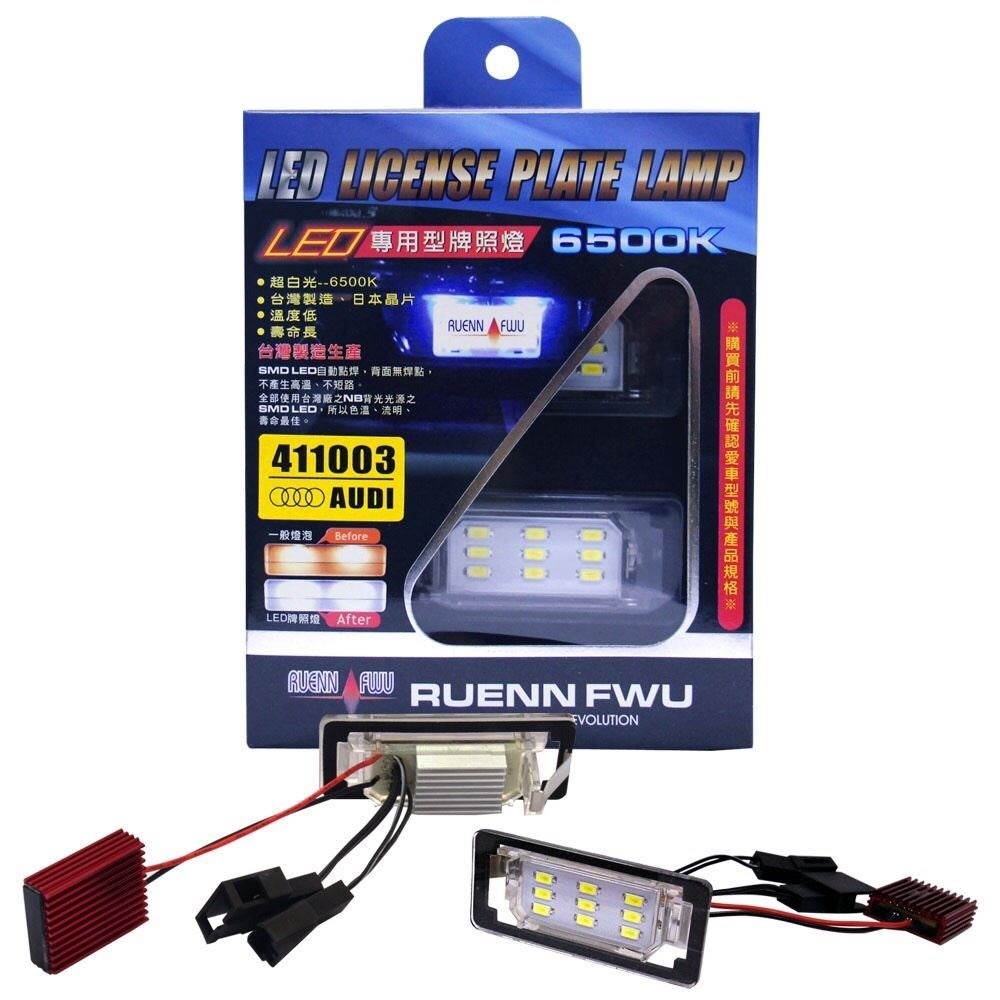 LED LICENSE PLATE LAMP
LED 專用型牌照燈 6500K
• 超白光--6500K
• 台灣製造、日本晶片
• 溫度低
• 壽命長
台灣製造生產
SMD LED自動點焊，背面無焊點，
不產生高溫、不短路。
全部使用台灣廠之NB背光光源之
SMD LED，所以色溫、流明、
壽命最佳。
RUENN FWU
411003
AUDI
一般燈泡 Before
LED牌照燈 After
※購買前請先確認愛車型號與產品規格※
RUENN FWU RUENN FWU
EVOLUTION